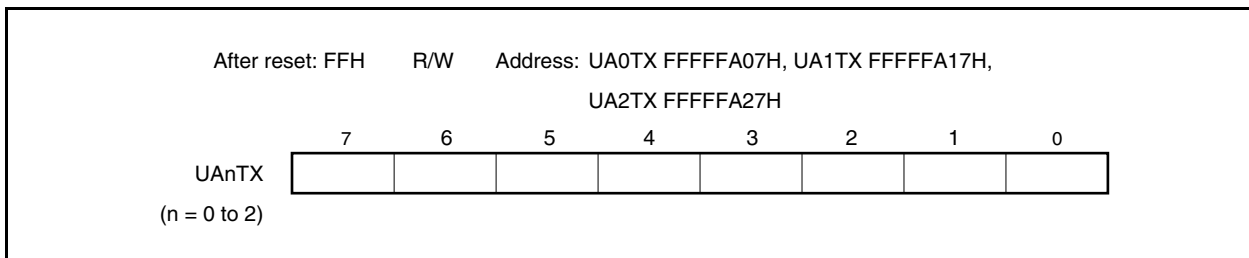 After reset: FFH R/W Address: UA0TX FFFFFA07H, UA1TX FFFFFA17H,
UA2TX FFFFFA27H
7 6 5 4 3 2 1 0
UAnTX
(n = 0 to 2)